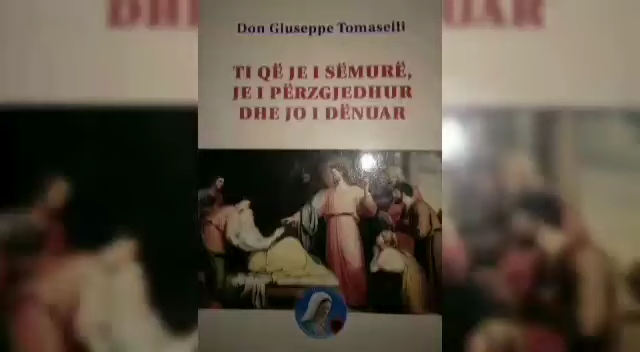 Don Giuseppe Tomaselli
TI QË JE I SËMURË,
JE I PËRZGJEDHUR
DHE JO I DËNUAR